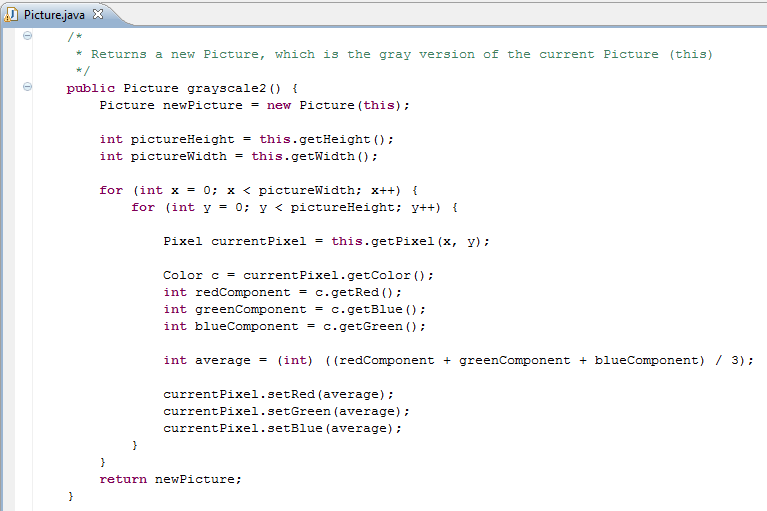 Picture.java
/*
 * Returns a new Picture, which is the gray version of the current Picture (this)
 */
public Picture grayscale2() {
    Picture newPicture = new Picture(this);
    int pictureHeight = this.getHeight();
    int pictureWidth = this.getWidth();
    for (int x = 0; x < pictureWidth; x++) {
        for (int y = 0; y < pictureHeight; y++) {
            Pixel currentPixel = this.getPixel(x, y);
            Color c = currentPixel.getColor();
            int redComponent = c.getRed();
            int greenComponent = c.getBlue();
            int blueComponent = c.getGreen();
            int average = (int) ((redComponent + greenComponent + blueComponent) / 3);
            currentPixel.setRed(average);
            currentPixel.setGreen(average);
            currentPixel.setBlue(average);
        }
    }
    return newPicture;
}